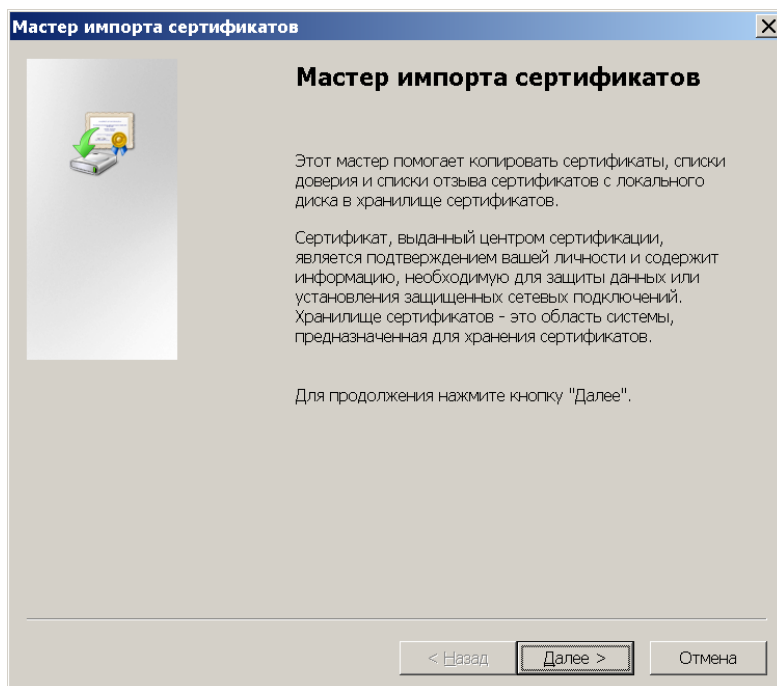 Мастер импорта сертификатов
Мастер импорта сертификатов
Этот мастер помогает копировать сертификаты, списки
доверия и списки отзыва сертификатов с локального
диска в хранилище сертификатов.
Сертификат, выданный центром сертификации,
является подтверждением вашей личности и содержит
информацию, необходимую для защиты данных или
установления защищенных сетевых подключений.
Хранилище сертификатов - это область системы,
предназначенная для хранения сертификатов.
Для продолжения нажмите кнопку "Далее".
< Назад Далее > Отмена